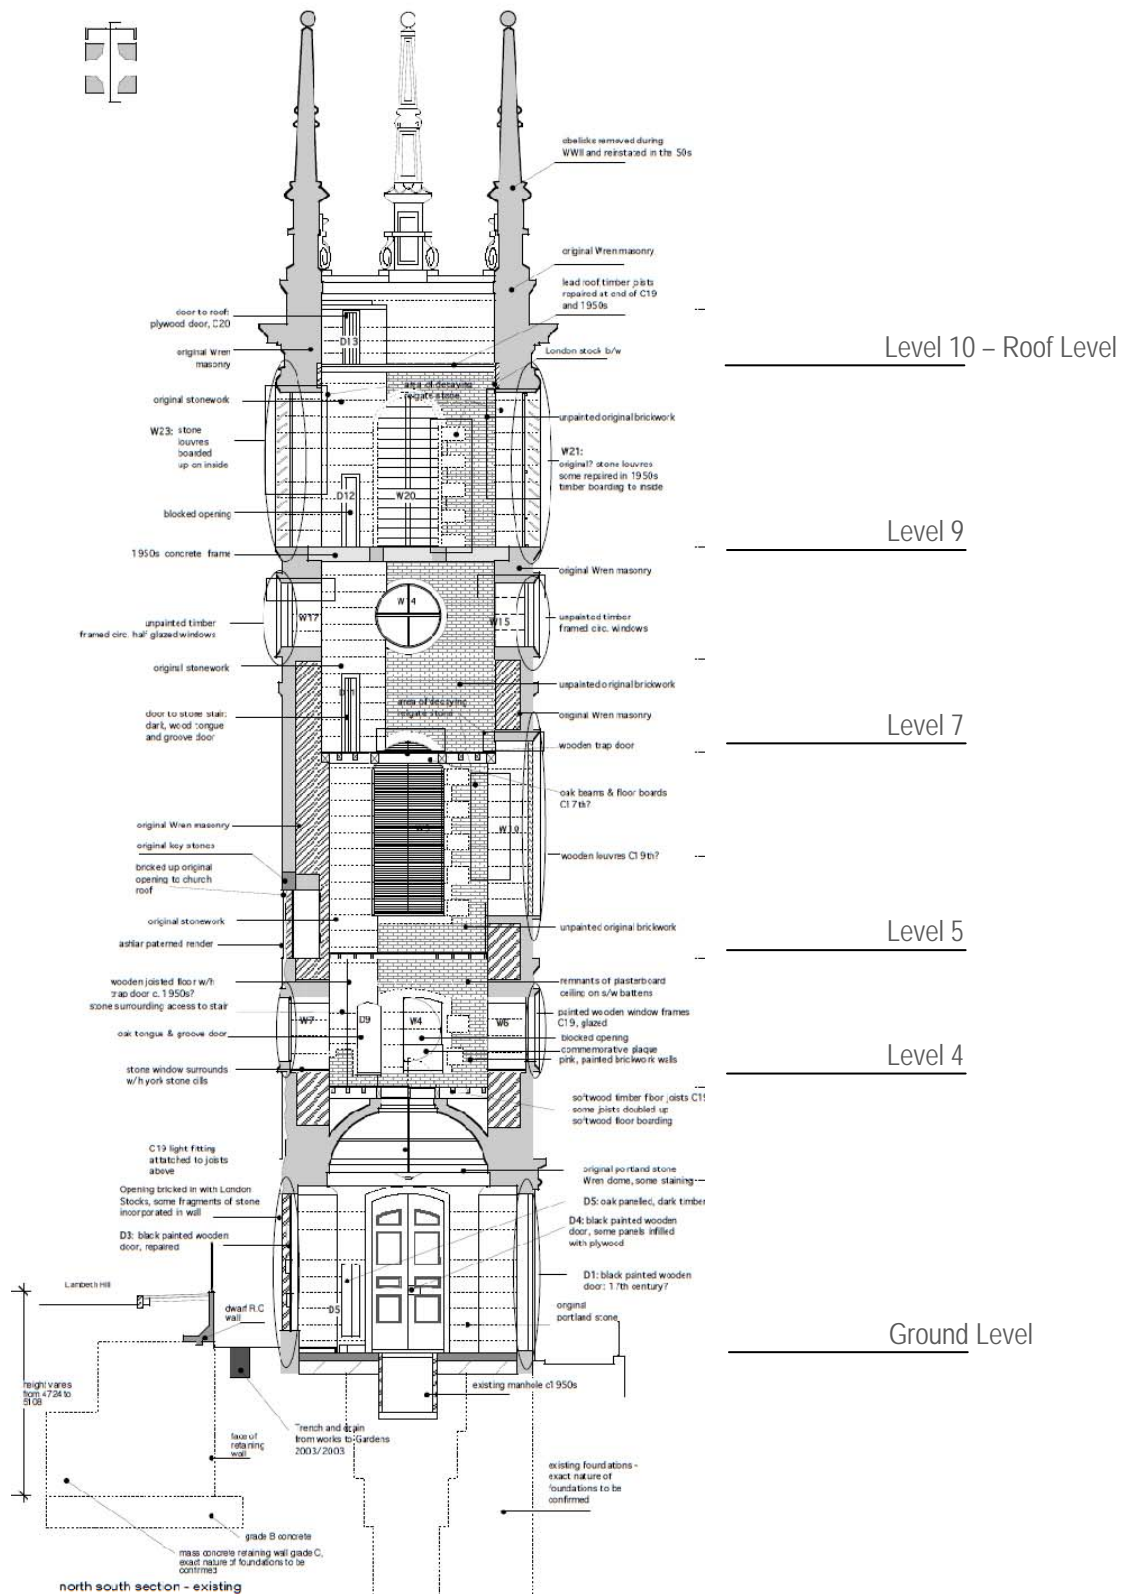 obelisks removed during
WWII and reinstated in the 50s
original Wren masonry
lead roof timber joists
repaired at end of C19
and 1950s
door to roof:
plywood door, C20
D13
London stock b/w
Level 10 – Roof Level
original Wren
masonry
area of decaying
reigate stone
original stonework
unpainted original brickwork
W23: stone
louvres
boarded
up on inside
W21:
original? stone louvres
some repaired in 1950s
timber boarding to inside
D12
W20
blocked opening
Level 9
1950s concrete frame
original Wren masonry
W14
W17
W15
unpainted timber
framed circ. half glazed windows
unpainted timber
framed circ. windows
original stonework
unpainted original brickwork
area of decaying
reigate stone
door to stone stair:
dark, wood tongue
and groove door
original Wren masonry
Level 7
wooden trap door
oak beams & floor boards
C17th?
original Wren masonry
W19
original key stones
wooden louvres C19th?
bricked up original
opening to church
roof
original stonework
unpainted original brickwork
Level 5
ashlar paterned render
wooden joisted floor w/h
trap door c. 1950s?
stone surrounding access to stair
remnants of plasterboard
ceiling on s/w battens
W7
D9
W4
W6
painted wooden window frames
C19, glazed
oak tongue & groove door
blocked opening
commemorative plaque
pink, painted brickwork walls
Level 4
stone window surrounds
w/h york stone cills
softwood timber floor joists C19
some joists doubled up
softwood floor boarding
C19 light fitting
attatched to joists
above
original portland stone
Wren dome, some staining
Opening bricked in with London
Stocks, some fragments of stone
incorporated in wall
D5: oak panelled, dark timber
D4: black painted wooden
door, some panels infilled
with plywood
D3: black painted wooden
door, repaired
D1: black painted wooden
door: 17th century?
Lambeth Hill
dwarf R.C
wall
D5
original
portland stone
Ground Level
height varies
from 4724 to
5108
existing manhole c1950s
Trench and drain
from works to Gardens
2003/2003
face of
retaining
wall
existing foundations -
exact nature of
foundations to be
confirmed
grade B concrete
mass concrete retaining wall grade C,
exact nature of foundations to be
confirmed
north south section - existing